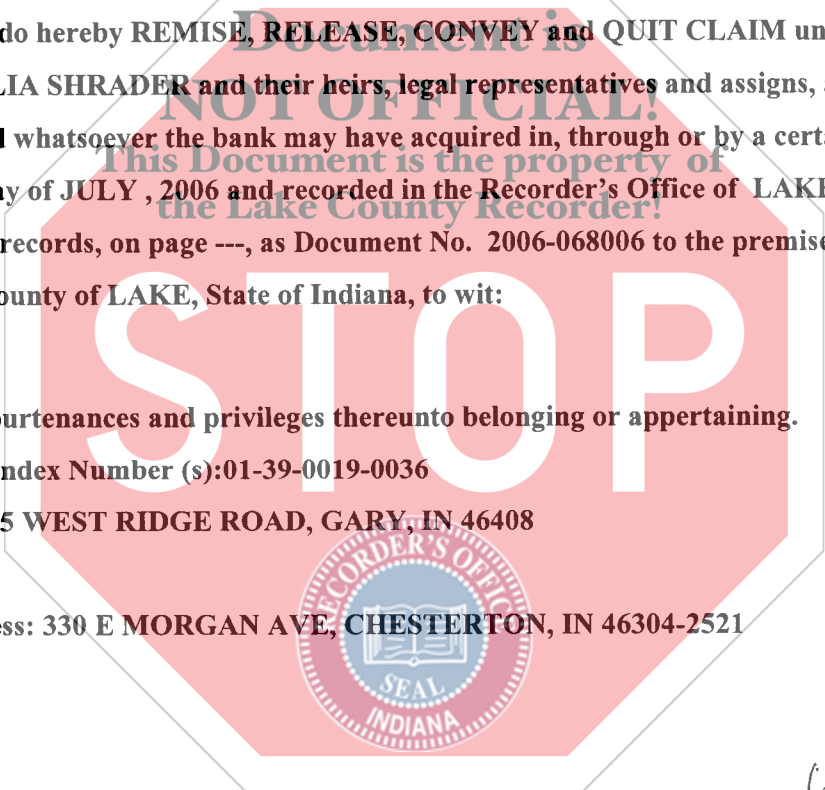 Document is
do hereby REMISE, RELEASE, CONVEY and QUIT CLAIM un
LIA SHRADER and their heirs, legal representatives and assigns,
NOT OFFICIAL!
whatsoever the bank may have acquired in, through or by a cert
This Document is the property of
y of JULY , 2006 and recorded in the Recorder's Office of LAKE
the Lake County Recorder!
records, on page ---, as Document No. 2006-068006 to the premise
ounty of LAKE, State of Indiana, to wit:
STOP
urtenances and privileges thereunto belonging or appertaining.
ndex Number (s):01-39-0019-0036
5 WEST RIDGE ROAD, GARY, IN 46408
RECORDER'S OFFIC
ess: 330 E MORGAN AVE, CHESTERTON, IN 46304-2521
SEAL
INDIANA